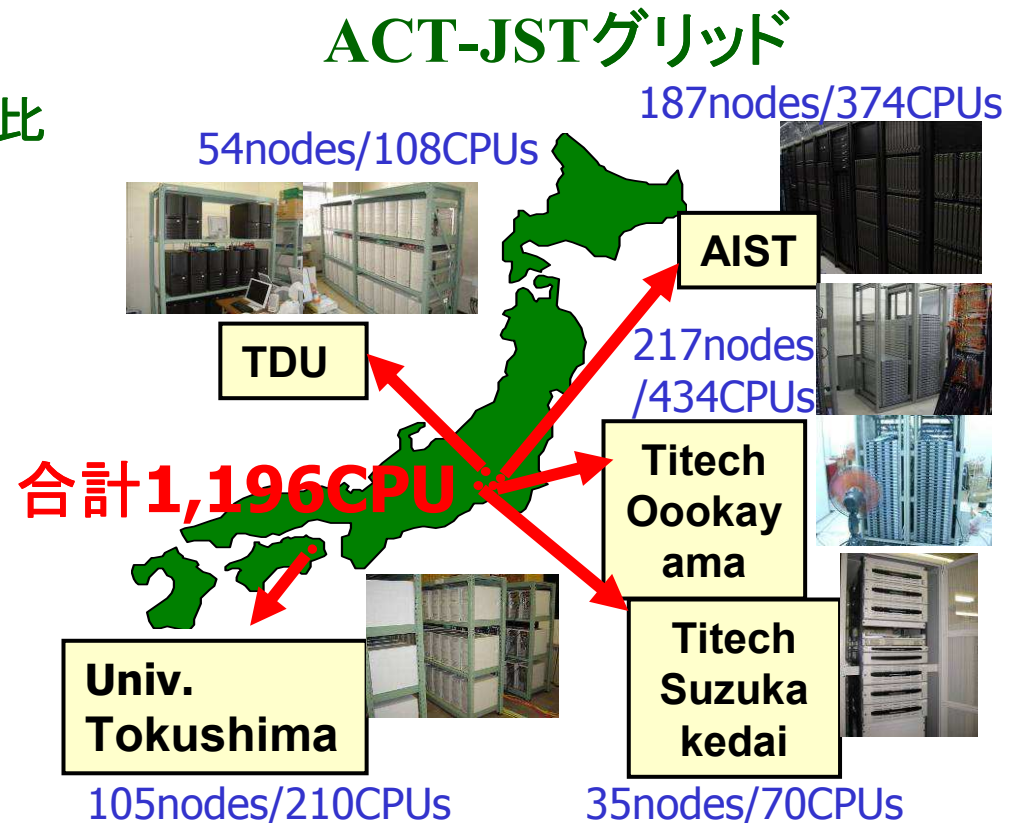 ACT-JSTグリッド
比
187nodes/374CPUs
54nodes/108CPUs
AIST
TDU
217nodes
/434CPUs
Titech
Oookay
ama
合計1,196CPU
Titech
Suzuka
kedai
Univ.
Tokushima
105nodes/210CPUs
35nodes/70CPUs